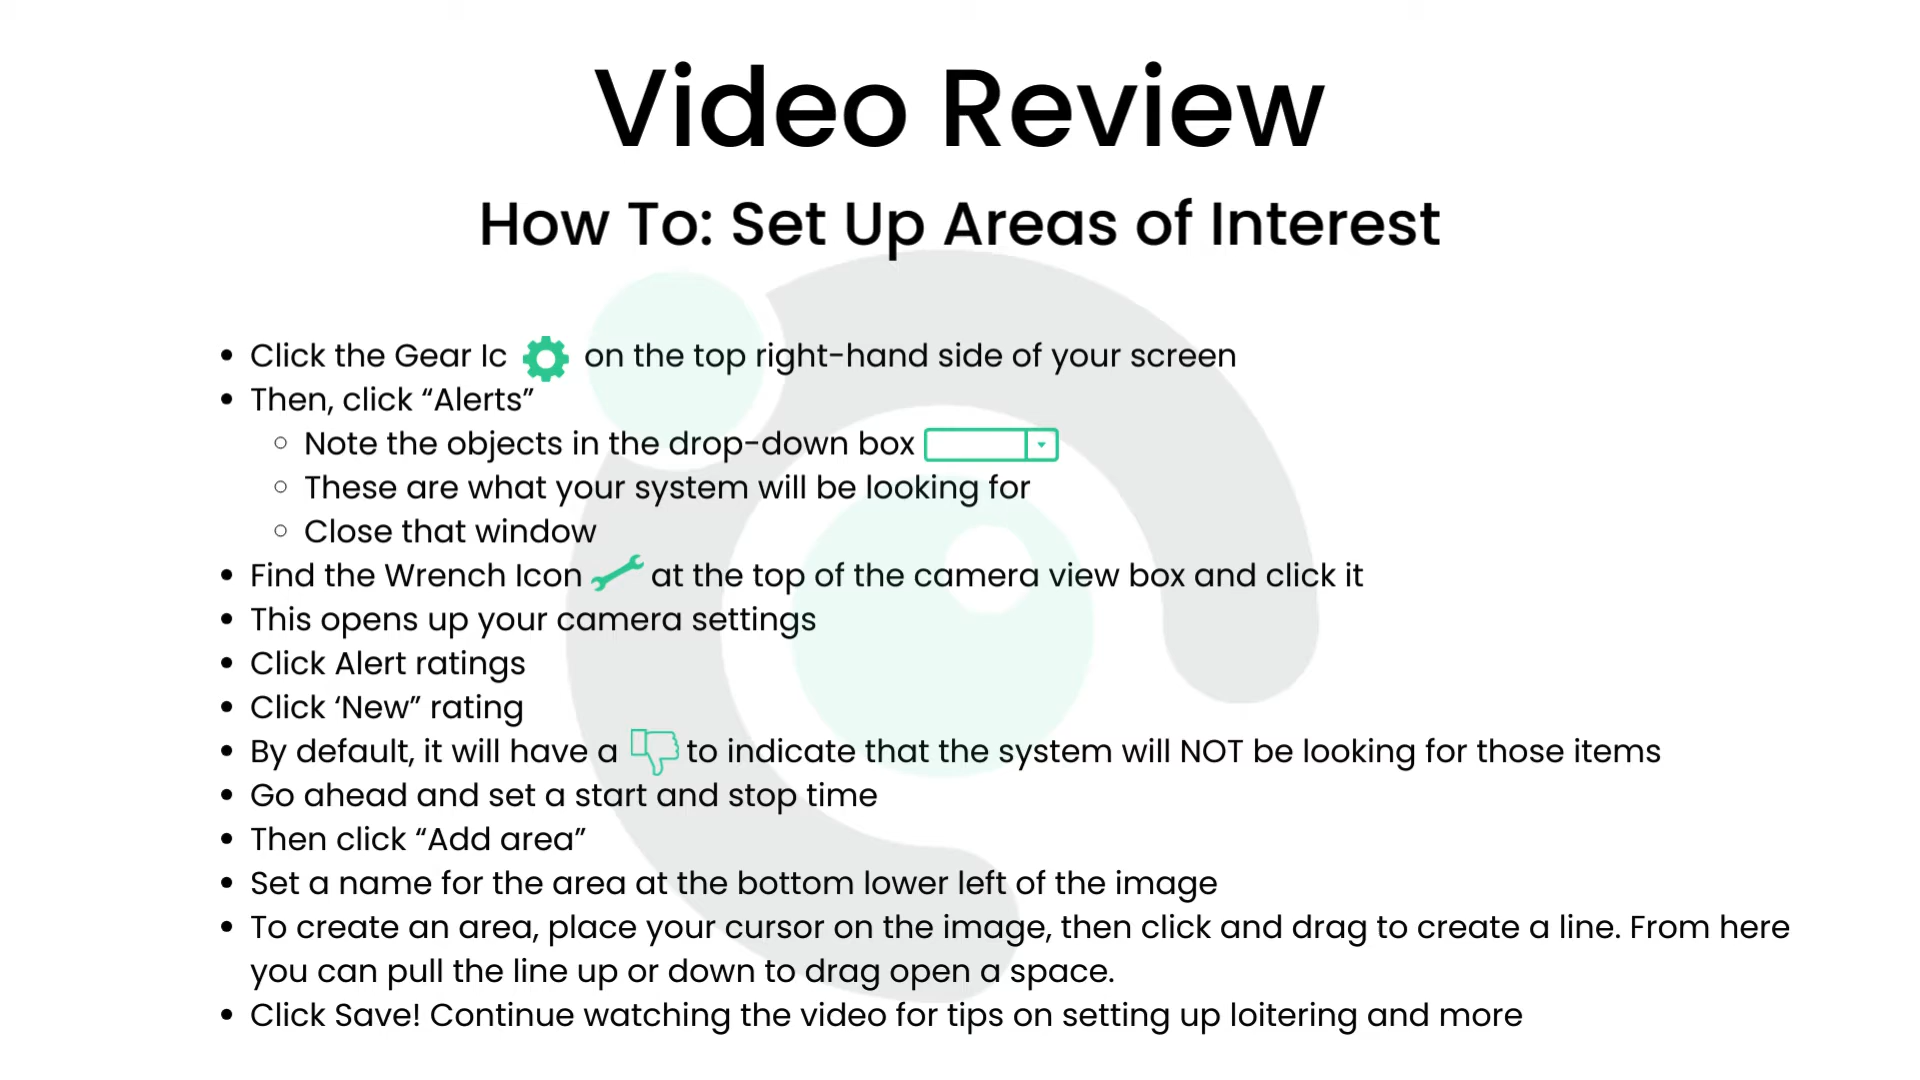 Video Review
How To: Set Up Areas of Interest
• Click the Gear Ic on the top right-hand side of your screen
• Then, click “Alerts”
○ Note the objects in the drop-down box
○ These are what your system will be looking for
○ Close that window
• Find the Wrench Icon at the top of the camera view box and click it
• This opens up your camera settings
• Click Alert ratings
• Click ‘New” rating
• By default, it will have a to indicate that the system will NOT be looking for those items
• Go ahead and set a start and stop time
• Then click “Add area”
• Set a name for the area at the bottom lower left of the image
• To create an area, place your cursor on the image, then click and drag to create a line. From here
you can pull the line up or down to drag open a space.
• Click Save! Continue watching the video for tips on setting up loitering and more